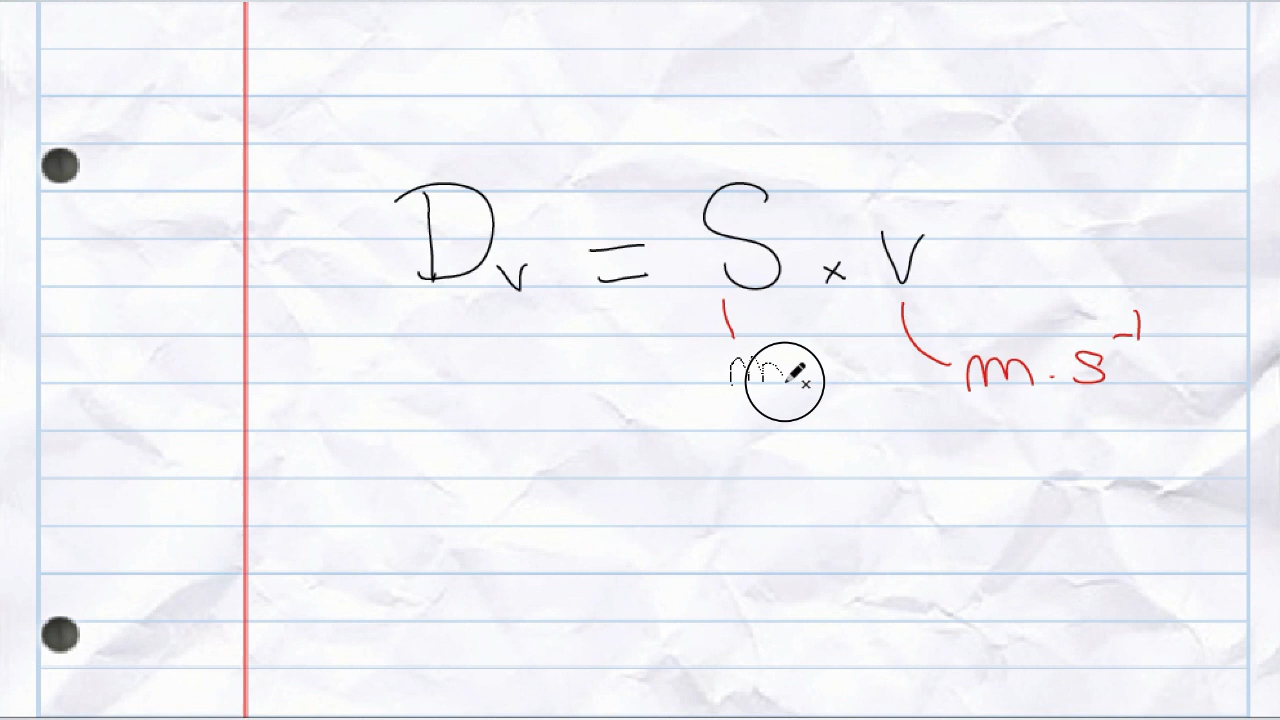 Dv = S × v
m m · s⁻¹